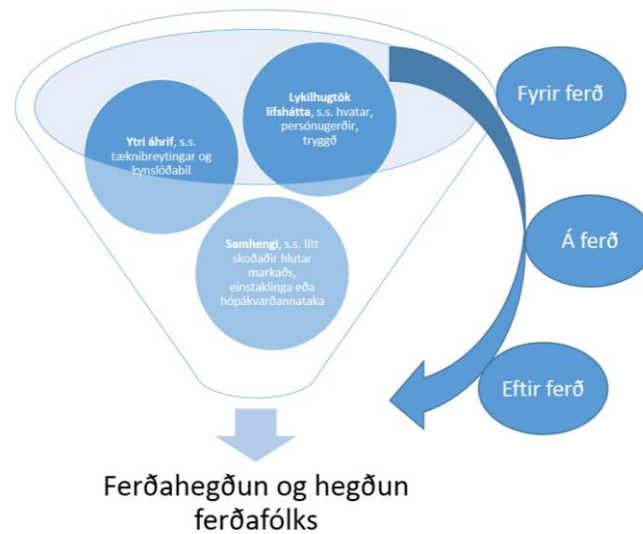 Lykilhugtök
lífshátta, s.s. hvatar,
persónugerðir,
tryggð
Ytri áhrif, s.s.
tæknibreytingar og
kynslóðabil
Samhengi, s.s. lítt
skoðaðir hlutar
markaðs,
einstaklinga eða
hópákvarðannataka
Fyrir ferð
Á ferð
Eftir ferð
Ferðahegðun og hegðun
ferðafólks